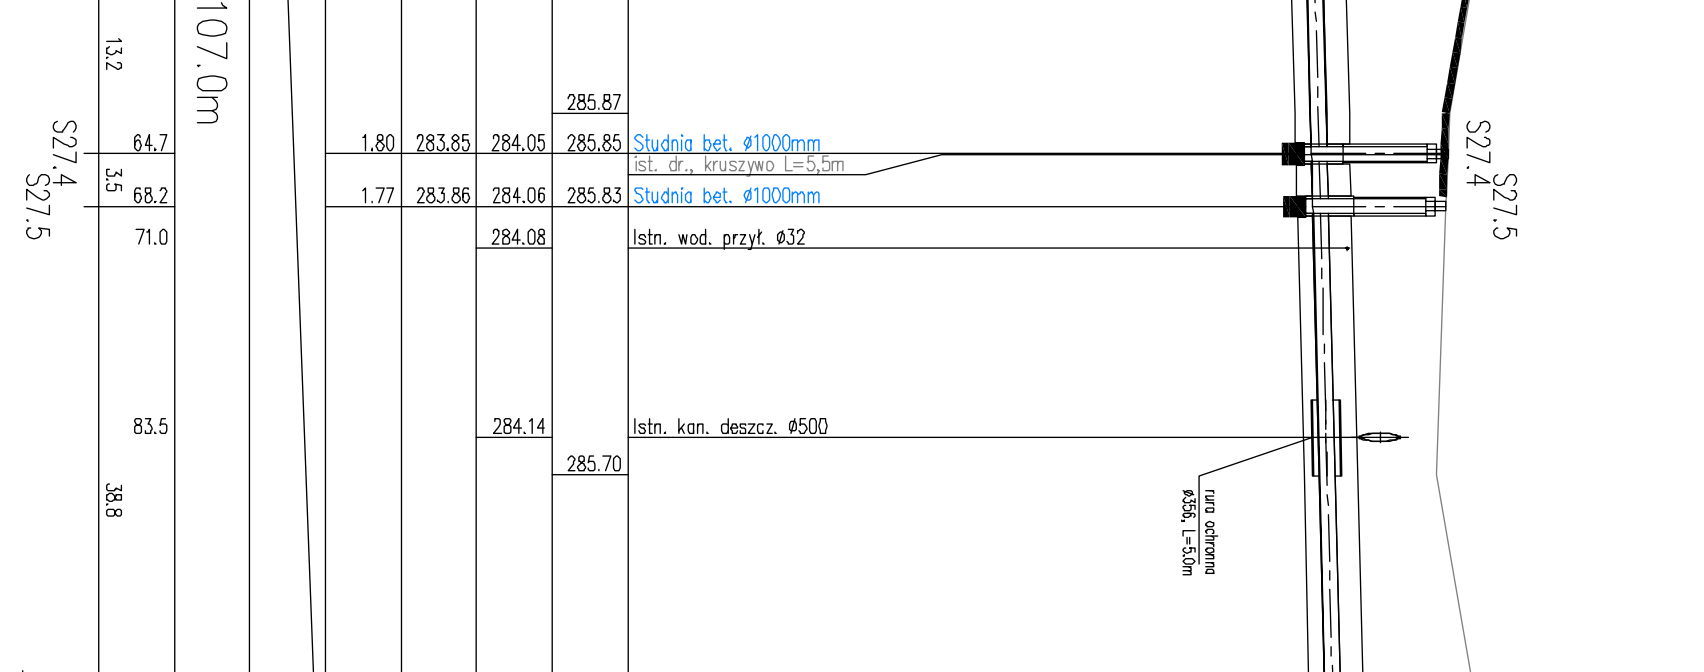 107.0m
13.2
285.87
S27.4
64.7
1.80
283.85
284.05
285.85
Studnia bet. ø1000mm
S27.4
ist. dr., kruszywo L=5,5m
3.5
S27.5
68.2
1.77
283.86
284.06
285.83
Studnia bet. ø1000mm
S27.5
71.0
284.08
Istn. wod. przył. ø32
83.5
284.14
Istn. kan. deszcz. ø500
285.70
38.8
rura ochronna
ø356, L=5.0m